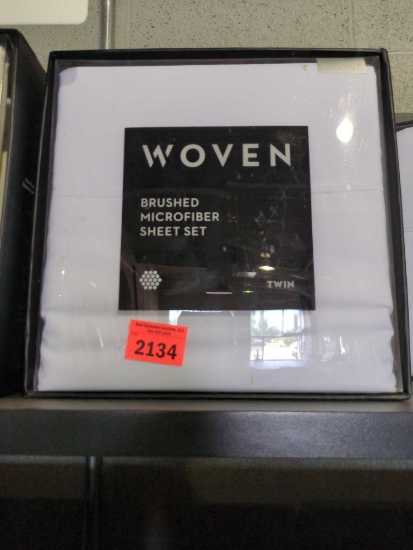 WOVEN
BRUSHED
MICROFIBER
SHEET SET
TWIN
2134